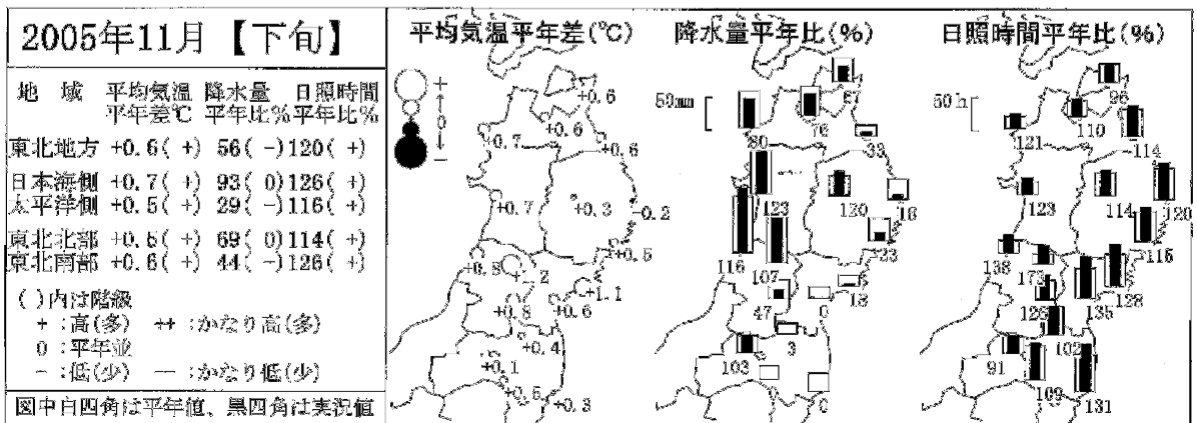 2005年11月【下旬】
地 域 平均気温 降水量 日照時間
平年差℃ 平年比% 平年比%
東北地方 +0.6( +) 56( -) 120( +)
日本海側 +0.7( +) 93( 0) 126( +)
太平洋側 +0.5( +) 29( -) 116( +)
東北北部 +0.5( +) 69( 0) 114( +)
東北南部 +0.6( +) 44( -) 126( +)
( )内は階級
+ :高(多) ++ :かなり高(多)
0 :平年並
- :低(少) -- :かなり低(少)
図中白四角は平年値、黒四角は実況値
平均気温平年差(℃)
+
0
-
+0.6
+0.6
+0.7
+0.6
+0.7
+0.3
-0.2
+0.5
+0.8
+1.1
+0.8
+0.6
+0.4
+0.1
+0.5
+0.3
降水量平年比(%)
50mm
76
80
33
123
120
16
23
116
107
18
47
0
3
103
0
0
日照時間平年比(%)
50h
96
110
121
114
123
114
120
138
115
173
128
126
135
102
91
109
131